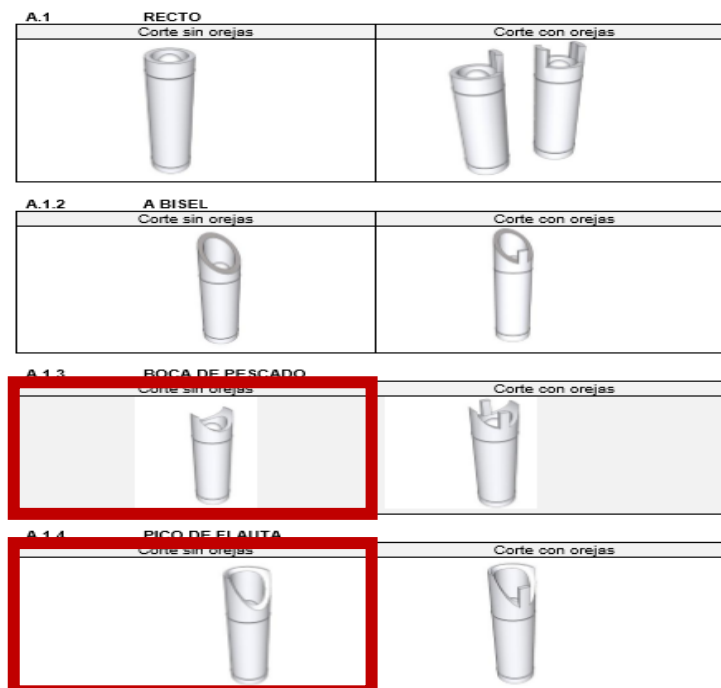 A.1 RECTO
Corte sin orejas Corte con orejas
A.1.2 A BISEL
Corte sin orejas Corte con orejas
A.1.3 BOCA DE PESCADO
Corte sin orejas Corte con orejas
A.1.4 PICO DE FLAUTA
Corte sin orejas Corte con orejas